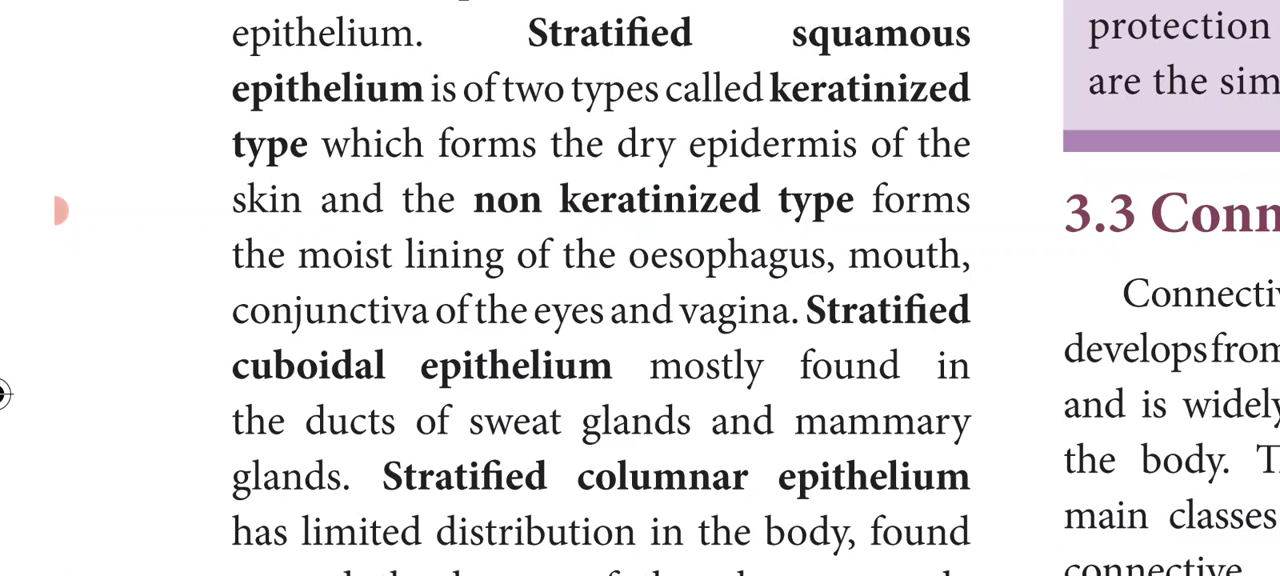 epithelium. Stratified squamous
epithelium is of two types called keratinized
type which forms the dry epidermis of the
skin and the non keratinized type forms
the moist lining of the oesophagus, mouth,
conjunctiva of the eyes and vagina. Stratified
cuboidal epithelium mostly found in
the ducts of sweat glands and mammary
glands. Stratified columnar epithelium
has limited distribution in the body, found
protection
are the sim
3.3 Conn
Connectiv
develops from
and is widely
the body. T
main classes
connective